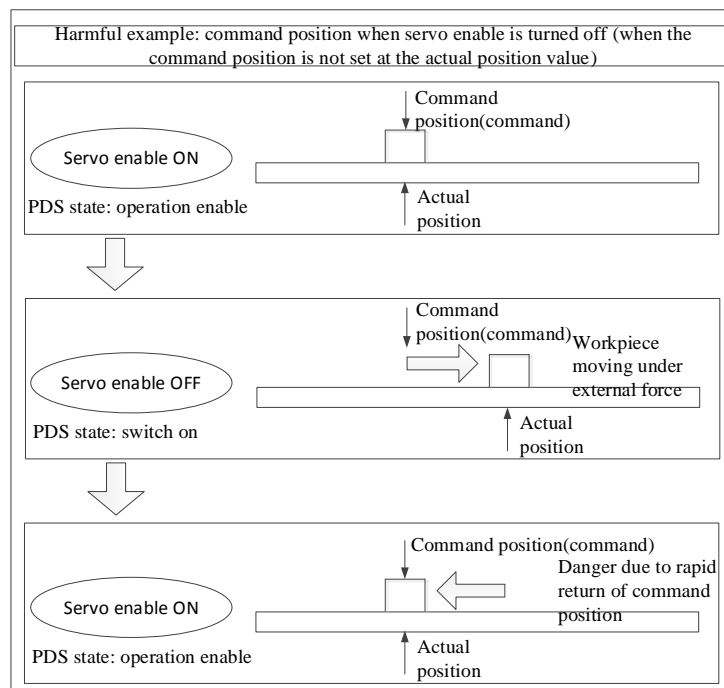 Harmful example: command position when servo enable is turned off (when the
command position is not set at the actual position value)
Command
position(command)
Servo enable ON
Actual
position
PDS state: operation enable
Command
position(command)
Workpiece
moving under
external force
Servo enable OFF
Actual
position
PDS state: switch on
Command position(command)
Danger due to rapid
return of command
position
Servo enable ON
Actual
position
PDS state: operation enable